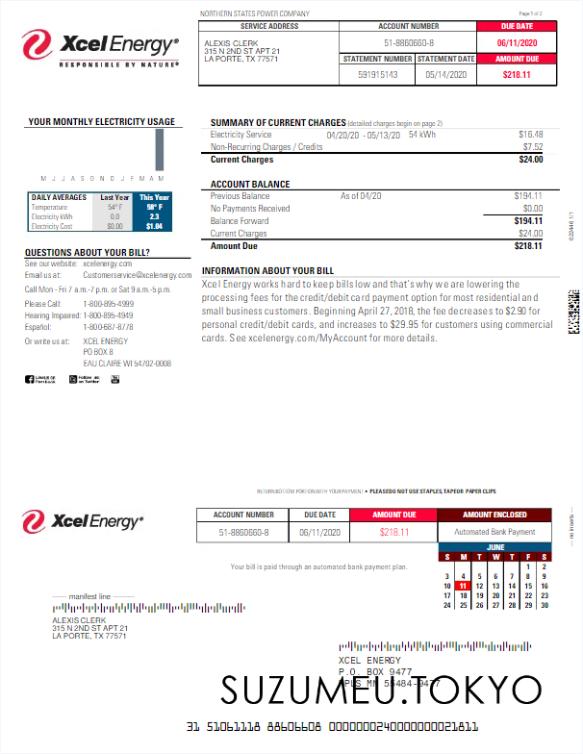 NORTHERN STATES POWER COMPANY
Page 1 of 2
XcelEnergy®
RESPONSIBLE BY NATURE®
SERVICE ADDRESS ACCOUNT NUMBER DUE DATE
ALEXIS CLERK
315 N 2ND ST APT 21
LA PORTE, TX 77571
51-8860660-8 06/11/2020
STATEMENT NUMBER STATEMENT DATE AMOUNT DUE
591915143 05/14/2020 $218.11
YOUR MONTHLY ELECTRICITY USAGE
M J J A S O N D J F M A M
DAILY AVERAGES Last Year This Year
Temperature 54° F 58° F
Electricity kWh 0.0 2.3
Electricity Cost $0.00 $1.04
QUESTIONS ABOUT YOUR BILL?
See our website: xcelenergy.com
Email us at: Customerservice@xcelenergy.com
Call Mon - Fri 7 a.m.-7 p.m. or Sat 9 a.m.-5 p.m.
Please Call: 1-800-895-4999
Hearing Impaired: 1-800-895-4949
Español: 1-800-687-8778
Or write us at: XCEL ENERGY
PO BOX 8
EAU CLAIRE WI 54702-0008
SUMMARY OF CURRENT CHARGES (detailed charges begin on page 2)
Electricity Service 04/20/20 - 05/13/20 54 kWh $16.48
Non-Recurring Charges / Credits $7.52
Current Charges $24.00
ACCOUNT BALANCE
Previous Balance As of 04/20 $194.11
No Payments Received $0.00
Balance Forward $194.11
Current Charges $24.00
Amount Due $218.11
INFORMATION ABOUT YOUR BILL
Xcel Energy works hard to keep bills low and that's why we are lowering the
processing fees for the credit/debit card payment option for most residential and
small business customers. Beginning April 27, 2018, the fee decreases to $2.90 for
personal credit/debit cards, and increases to $29.95 for customers using commercial
cards. See xcelenergy.com/MyAccount for more details.
RETURN BOTTOM PORTION WITH YOUR PAYMENT • PLEASE DO NOT USE STAPLES, TAPE OR PAPER CLIPS
XcelEnergy®
ACCOUNT NUMBER DUE DATE AMOUNT DUE AMOUNT ENCLOSED
51-8860660-8 06/11/2020 $218.11 Automated Bank Payment
Your bill is paid through an automated bank payment plan.
JUNE
S M T W T F S
1 2
3 4 5 6 7 8 9
10 11 12 13 14 15 16
17 18 19 20 21 22 23
24 25 26 27 28 29 30
manifest line
ALEXIS CLERK
315 N 2ND ST APT 21
LA PORTE, TX 77571
XCEL ENERGY
P.O. BOX 9477
MPLS MN 55484-9477
SUZUMEU.TOKYO
31 51061118 88606608 0000000240000000021811